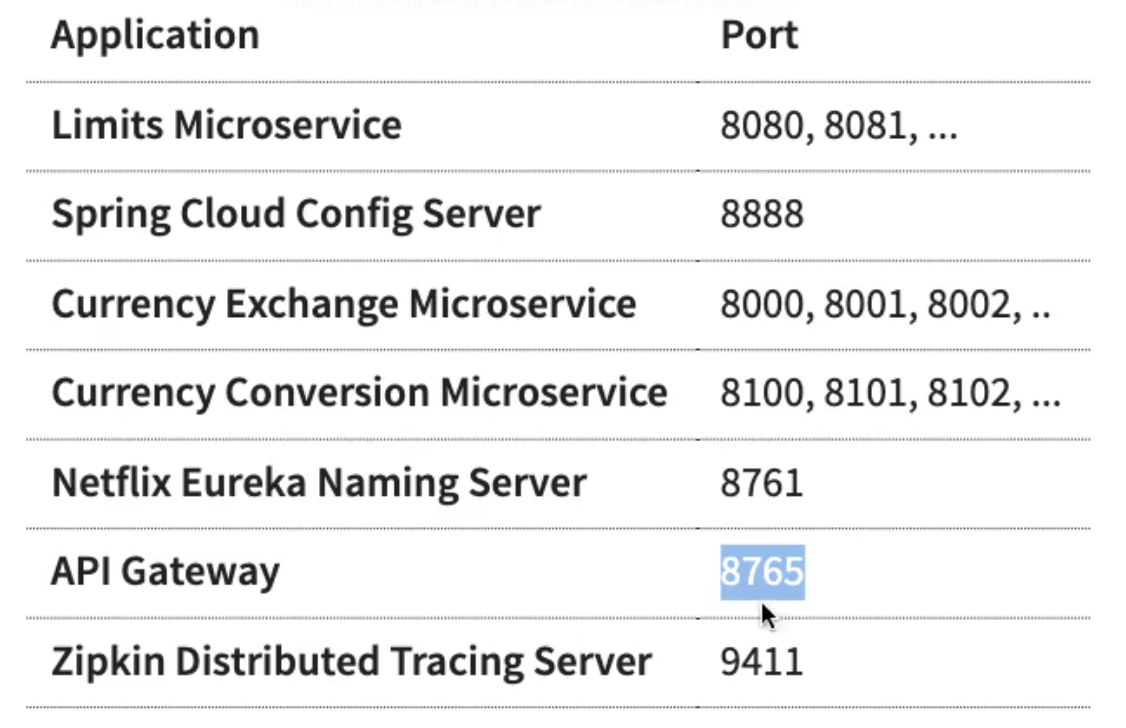 Application Port
Limits Microservice 8080, 8081, ...
Spring Cloud Config Server 8888
Currency Exchange Microservice 8000, 8001, 8002, ..
Currency Conversion Microservice 8100, 8101, 8102, ...
Netflix Eureka Naming Server 8761
API Gateway 8765
Zipkin Distributed Tracing Server 9411